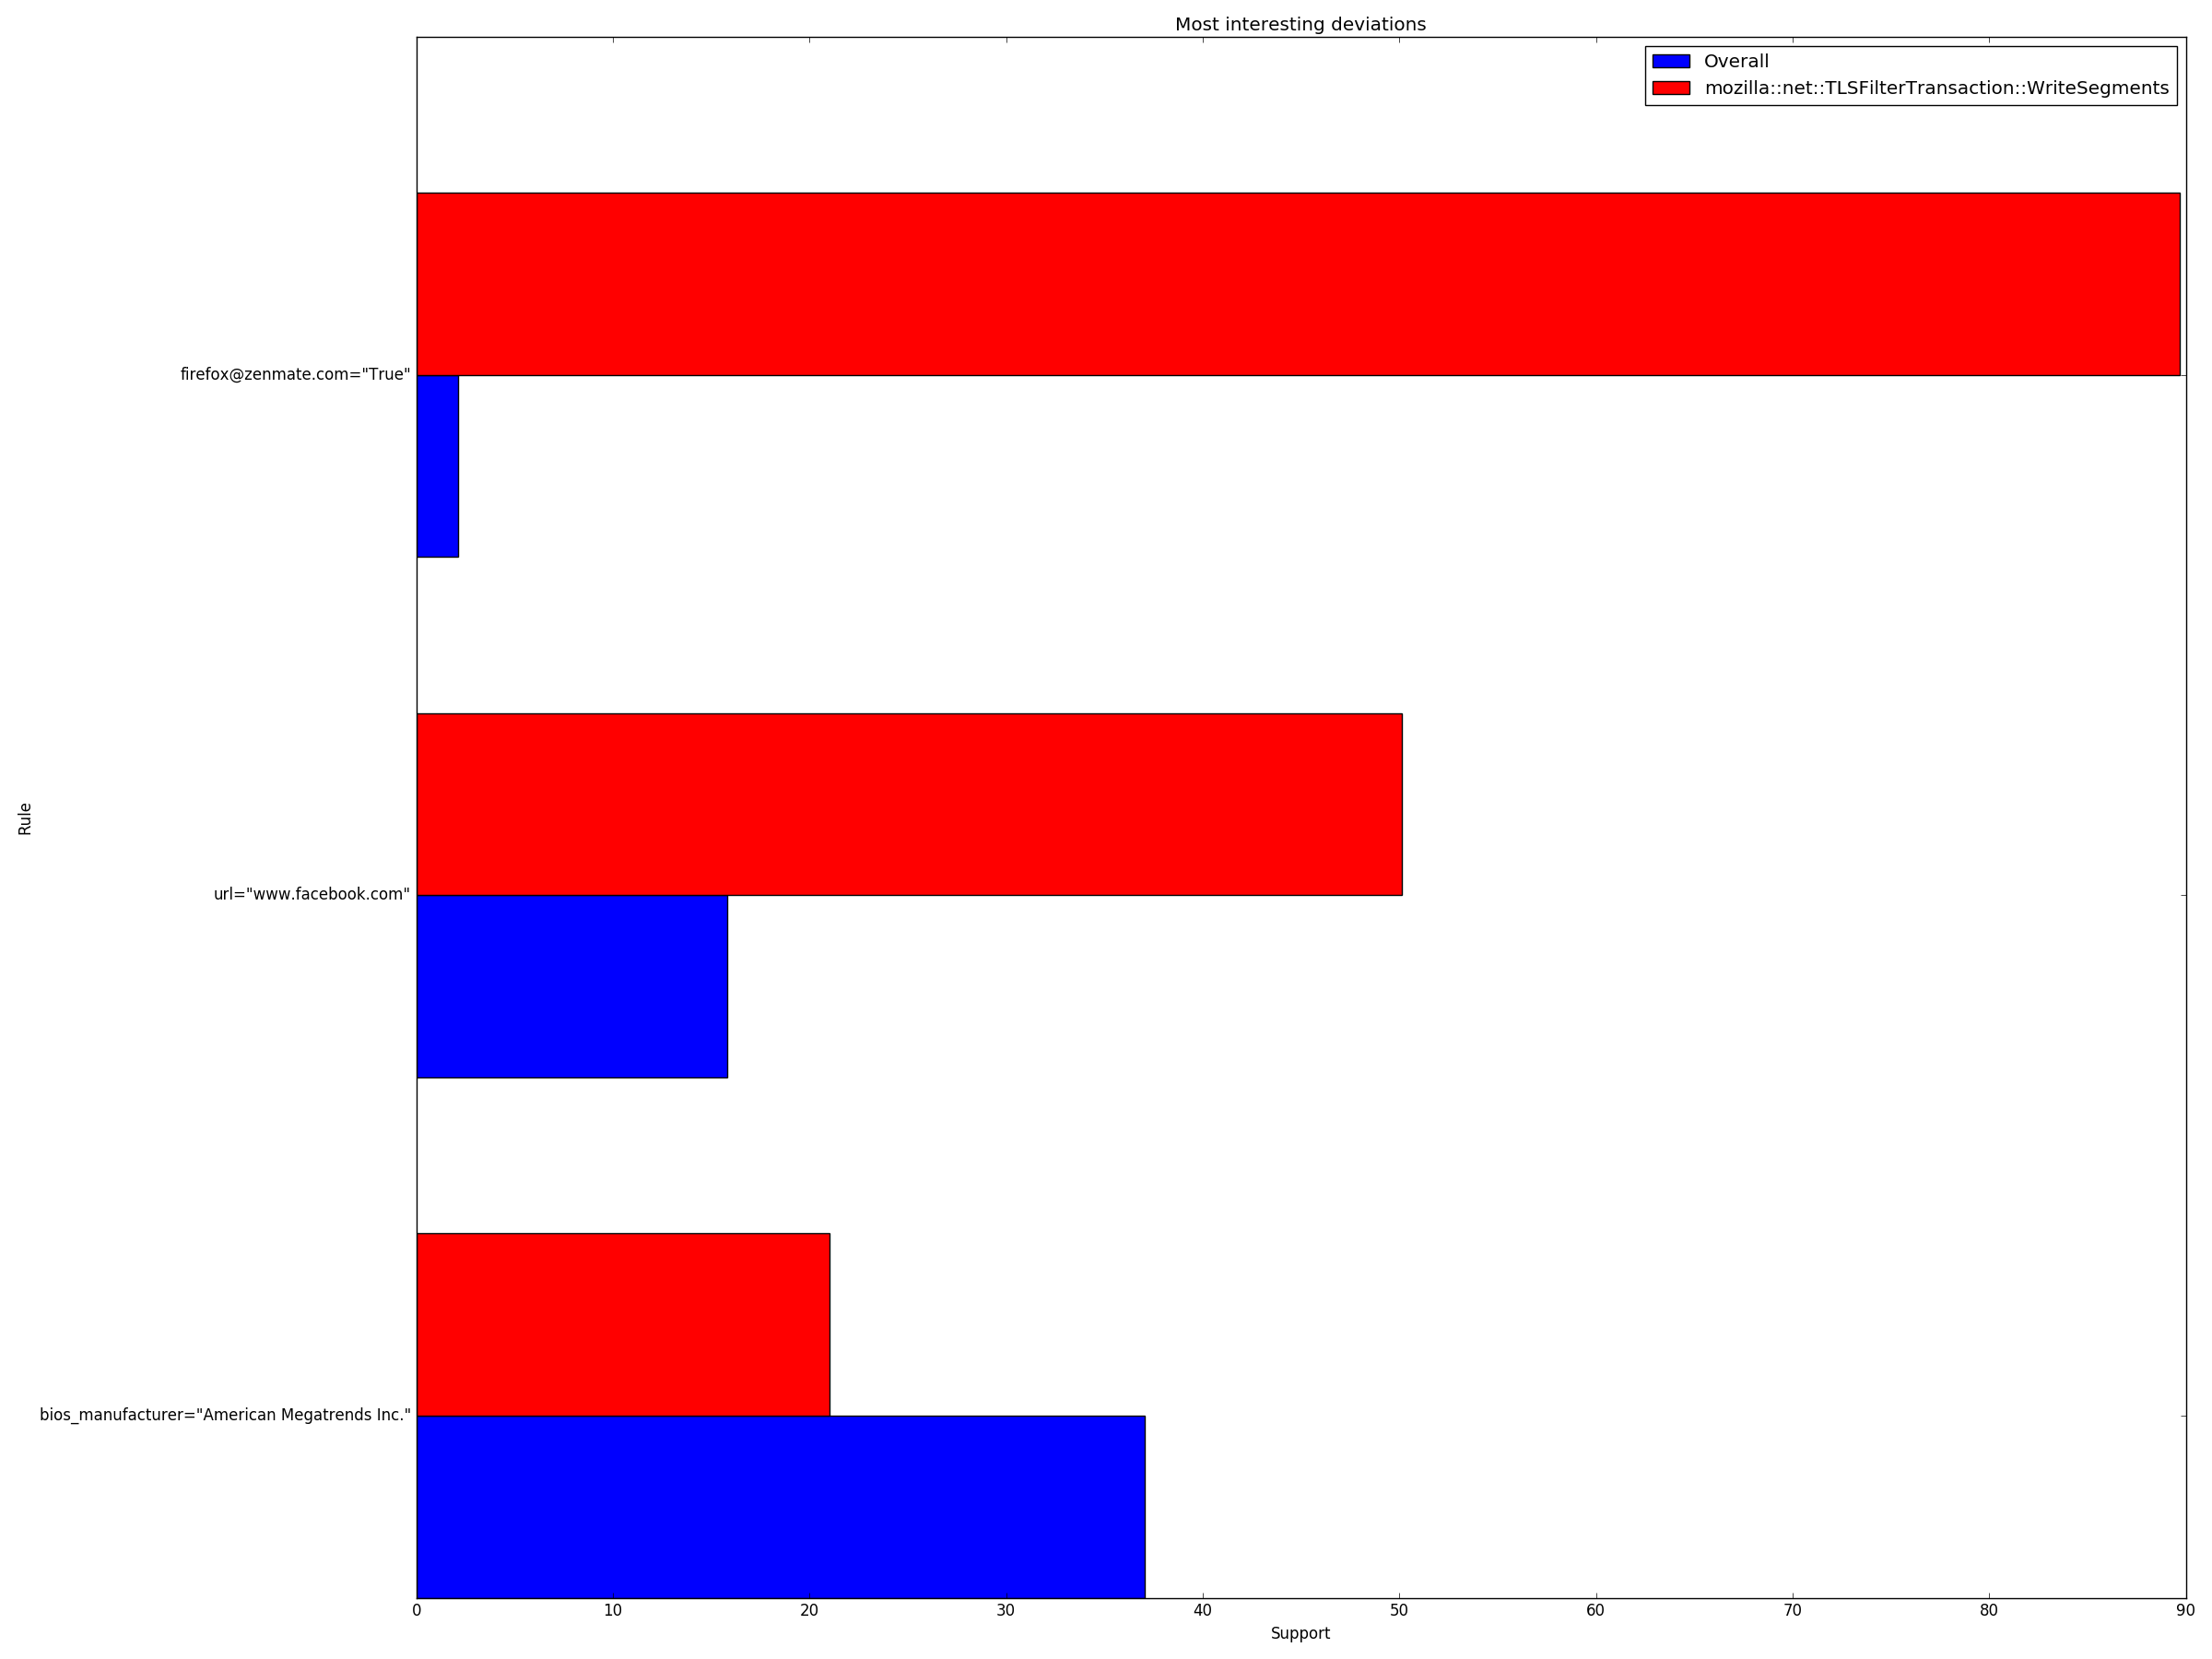 Most interesting deviations
Overall
mozilla::net::TLSFilterTransaction::WriteSegments
firefox@zenmate.com="True"
Rule
url="www.facebook.com"
bios_manufacturer="American Megatrends Inc."
0 10 20 30 40 50 60 70 80 90
Support